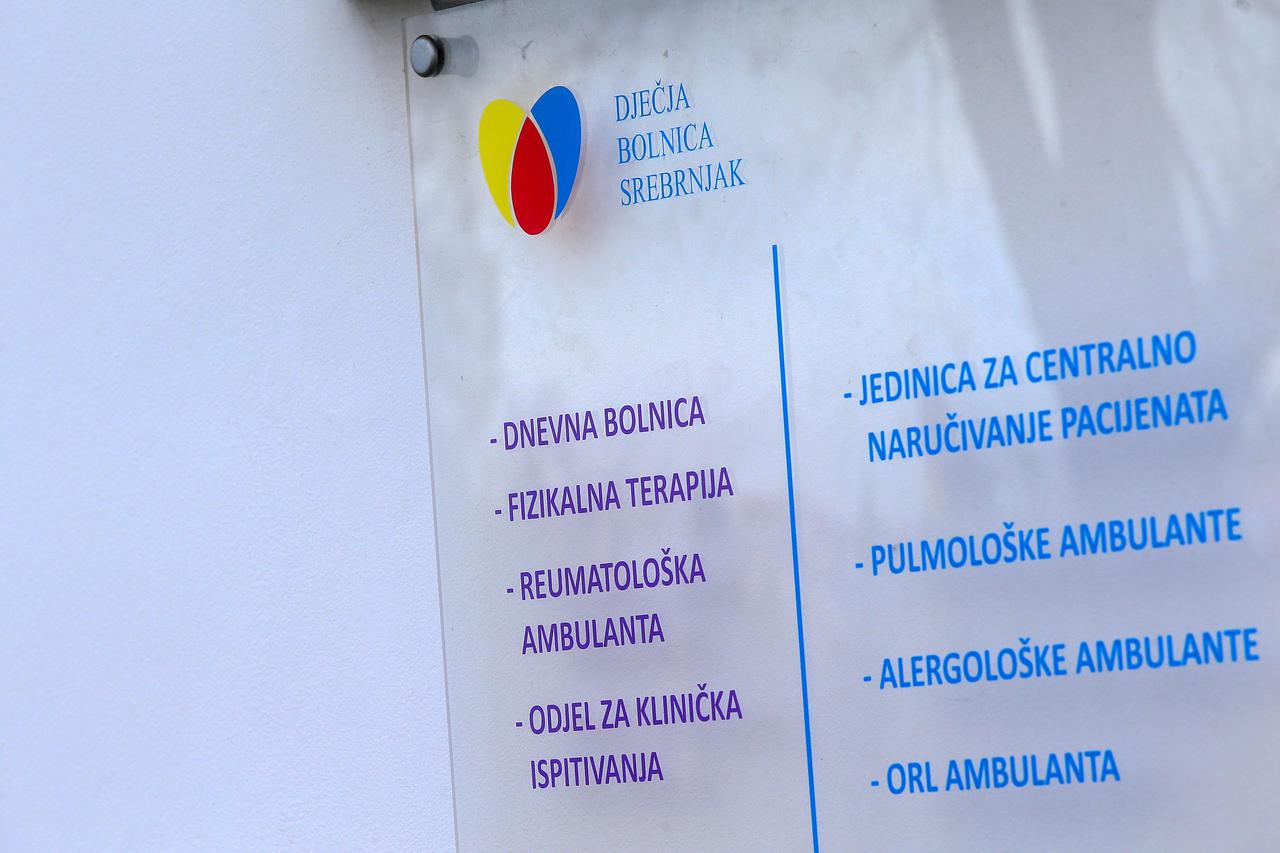 DJEČJA
BOLNICA
SREBRNJAK
- DNEVNA BOLNICA
- FIZIKALNA TERAPIJA
- REUMATOLOŠKA
AMBULANTA
- ODJEL ZA KLINIČKA
ISPITIVANJA
- JEDINICA ZA CENTRALNO
NARUČIVANJE PACIJENATA
- PULMOLOŠKE AMBULANTE
- ALERGOLOŠKE AMBULANTE
- ORL AMBULANTA